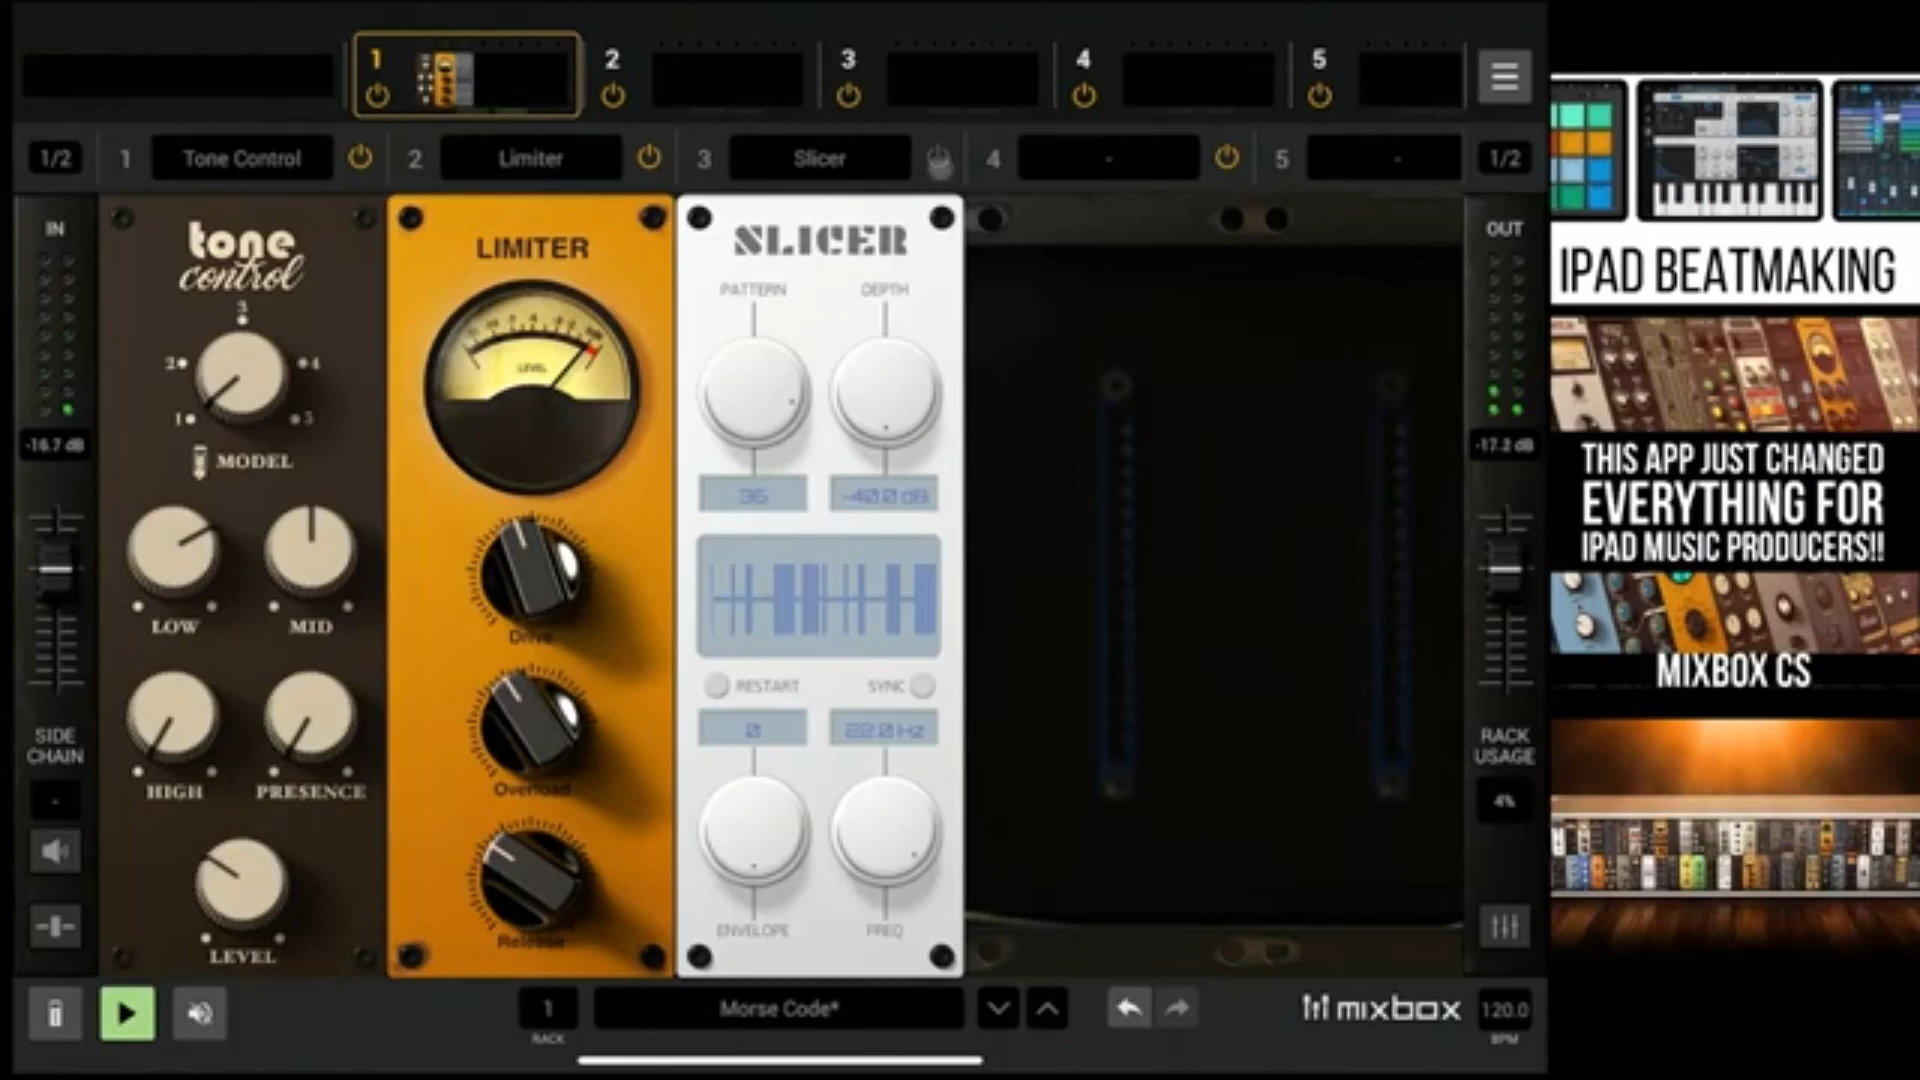 1
2
3
4
5
1/2
1
Tone Control
2
Limiter
3
Slicer
4
-
5
-
1/2
IN
-16.7 dB
SIDE
CHAIN
-
tone
control
3
2
4
1
5
MODEL
LOW
MID
HIGH
PRESENCE
LEVEL
LIMITER
LEVEL
Drive
Overload
Release
SLICER
PATTERN
DEPTH
36
-40.0 dB
RESTART
SYNC
0
22.0 Hz
ENVELOPE
FREQ
OUT
-17.2 dB
RACK
USAGE
4%
1
RACK
Morse Code*
mixbox
120.0
BPM
IPAD BEATMAKING
THIS APP JUST CHANGED
EVERYTHING FOR
IPAD MUSIC PRODUCERS!!
MIXBOX CS